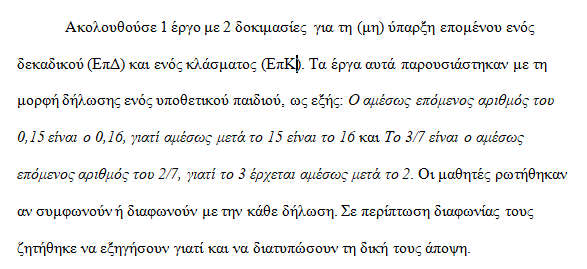 Ακολουθούσε 1 έργο με 2 δοκιμασίες για τη (μη) ύπαρξη επομένου ενός
δεκαδικού (ΕπΔ) και ενός κλάσματος (ΕπΚ). Τα έργα αυτά παρουσιάστηκαν με τη
μορφή δήλωσης ενός υποθετικού παιδιού, ως εξής: Ο αμέσως επόμενος αριθμός του
0,15 είναι ο 0,16, γιατί αμέσως μετά το 15 είναι το 16 και Το 3/7 είναι ο αμέσως
επόμενος αριθμός του 2/7, γιατί το 3 έρχεται αμέσως μετά το 2. Οι μαθητές ρωτήθηκαν
αν συμφωνούν ή διαφωνούν με την κάθε δήλωση. Σε περίπτωση διαφωνίας τους
ζητήθηκε να εξηγήσουν γιατί και να διατυπώσουν τη δική τους άποψη.